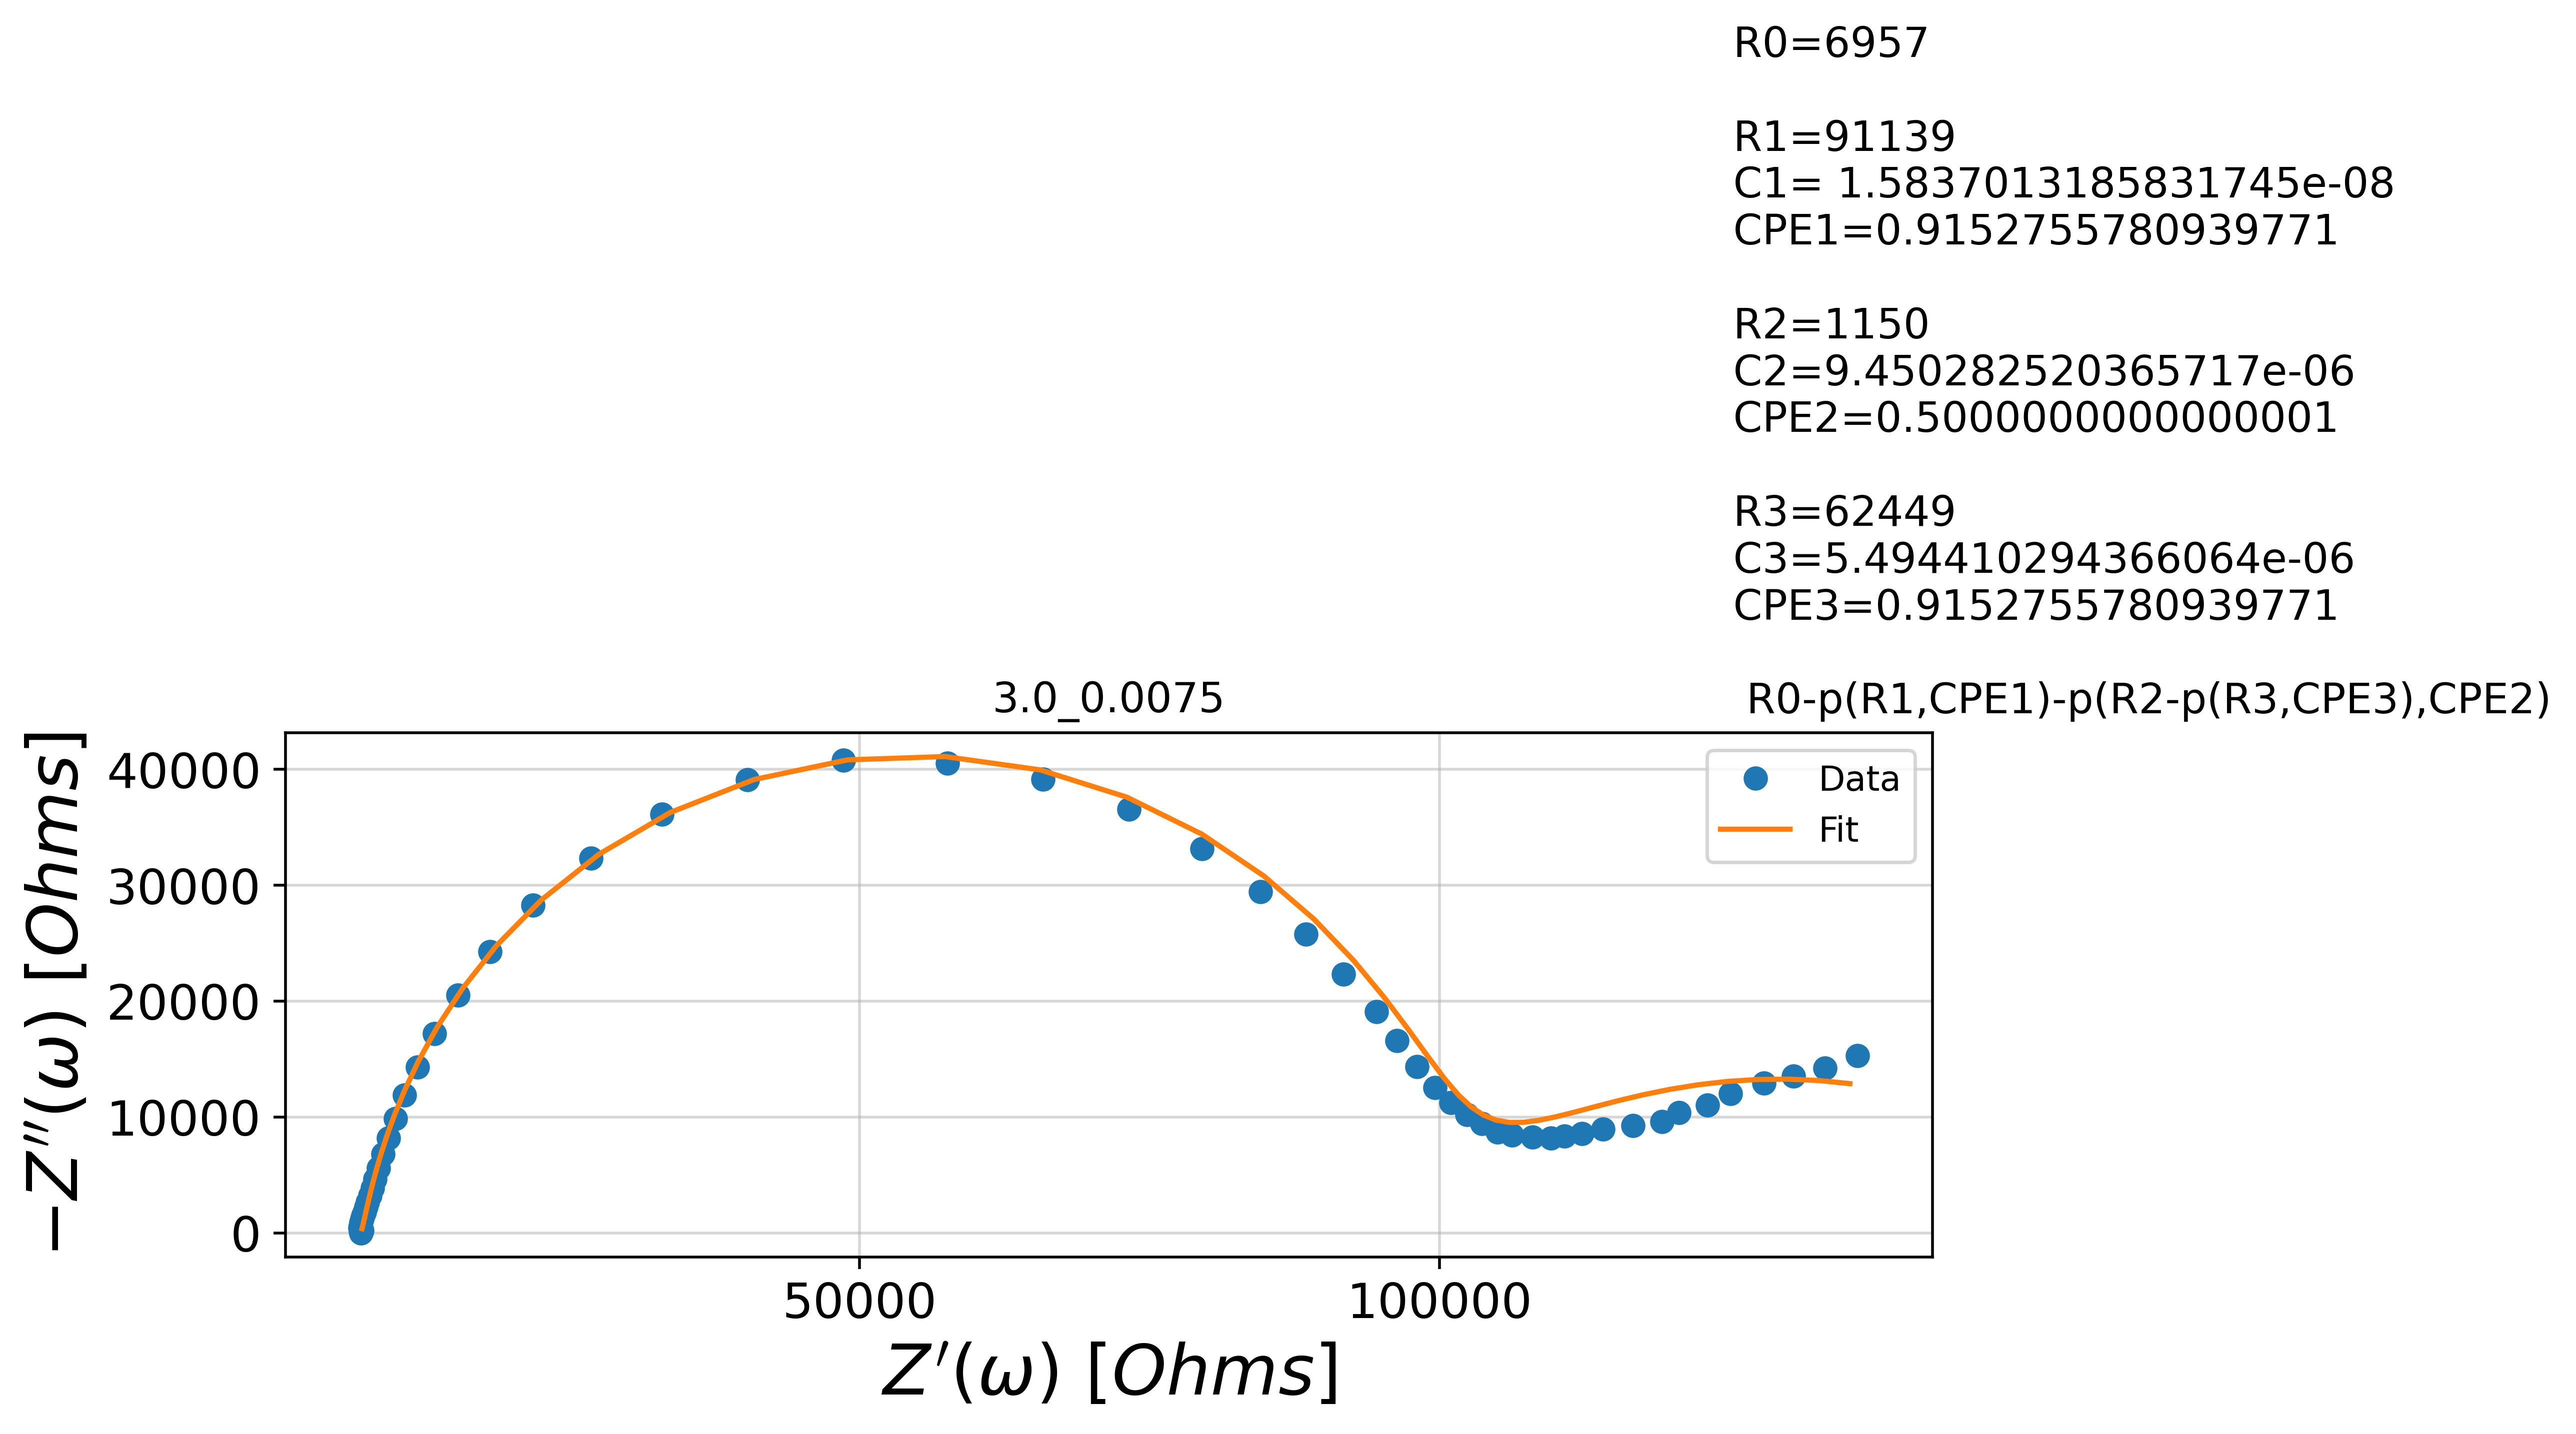 R0=6957
R1=91139
C1= 1.5837013185831745e-08
CPE1=0.9152755780939771
R2=1150
C2=9.450282520365717e-06
CPE2=0.5000000000000001
R3=62449
C3=5.494410294366064e-06
CPE3=0.9152755780939771
3.0_0.0075
R0-p(R1,CPE1)-p(R2-p(R3,CPE3),CPE2)
−Z′′(ω) [Ohms]
40000
30000
20000
10000
0
Data
Fit
50000
100000
Z′(ω) [Ohms]